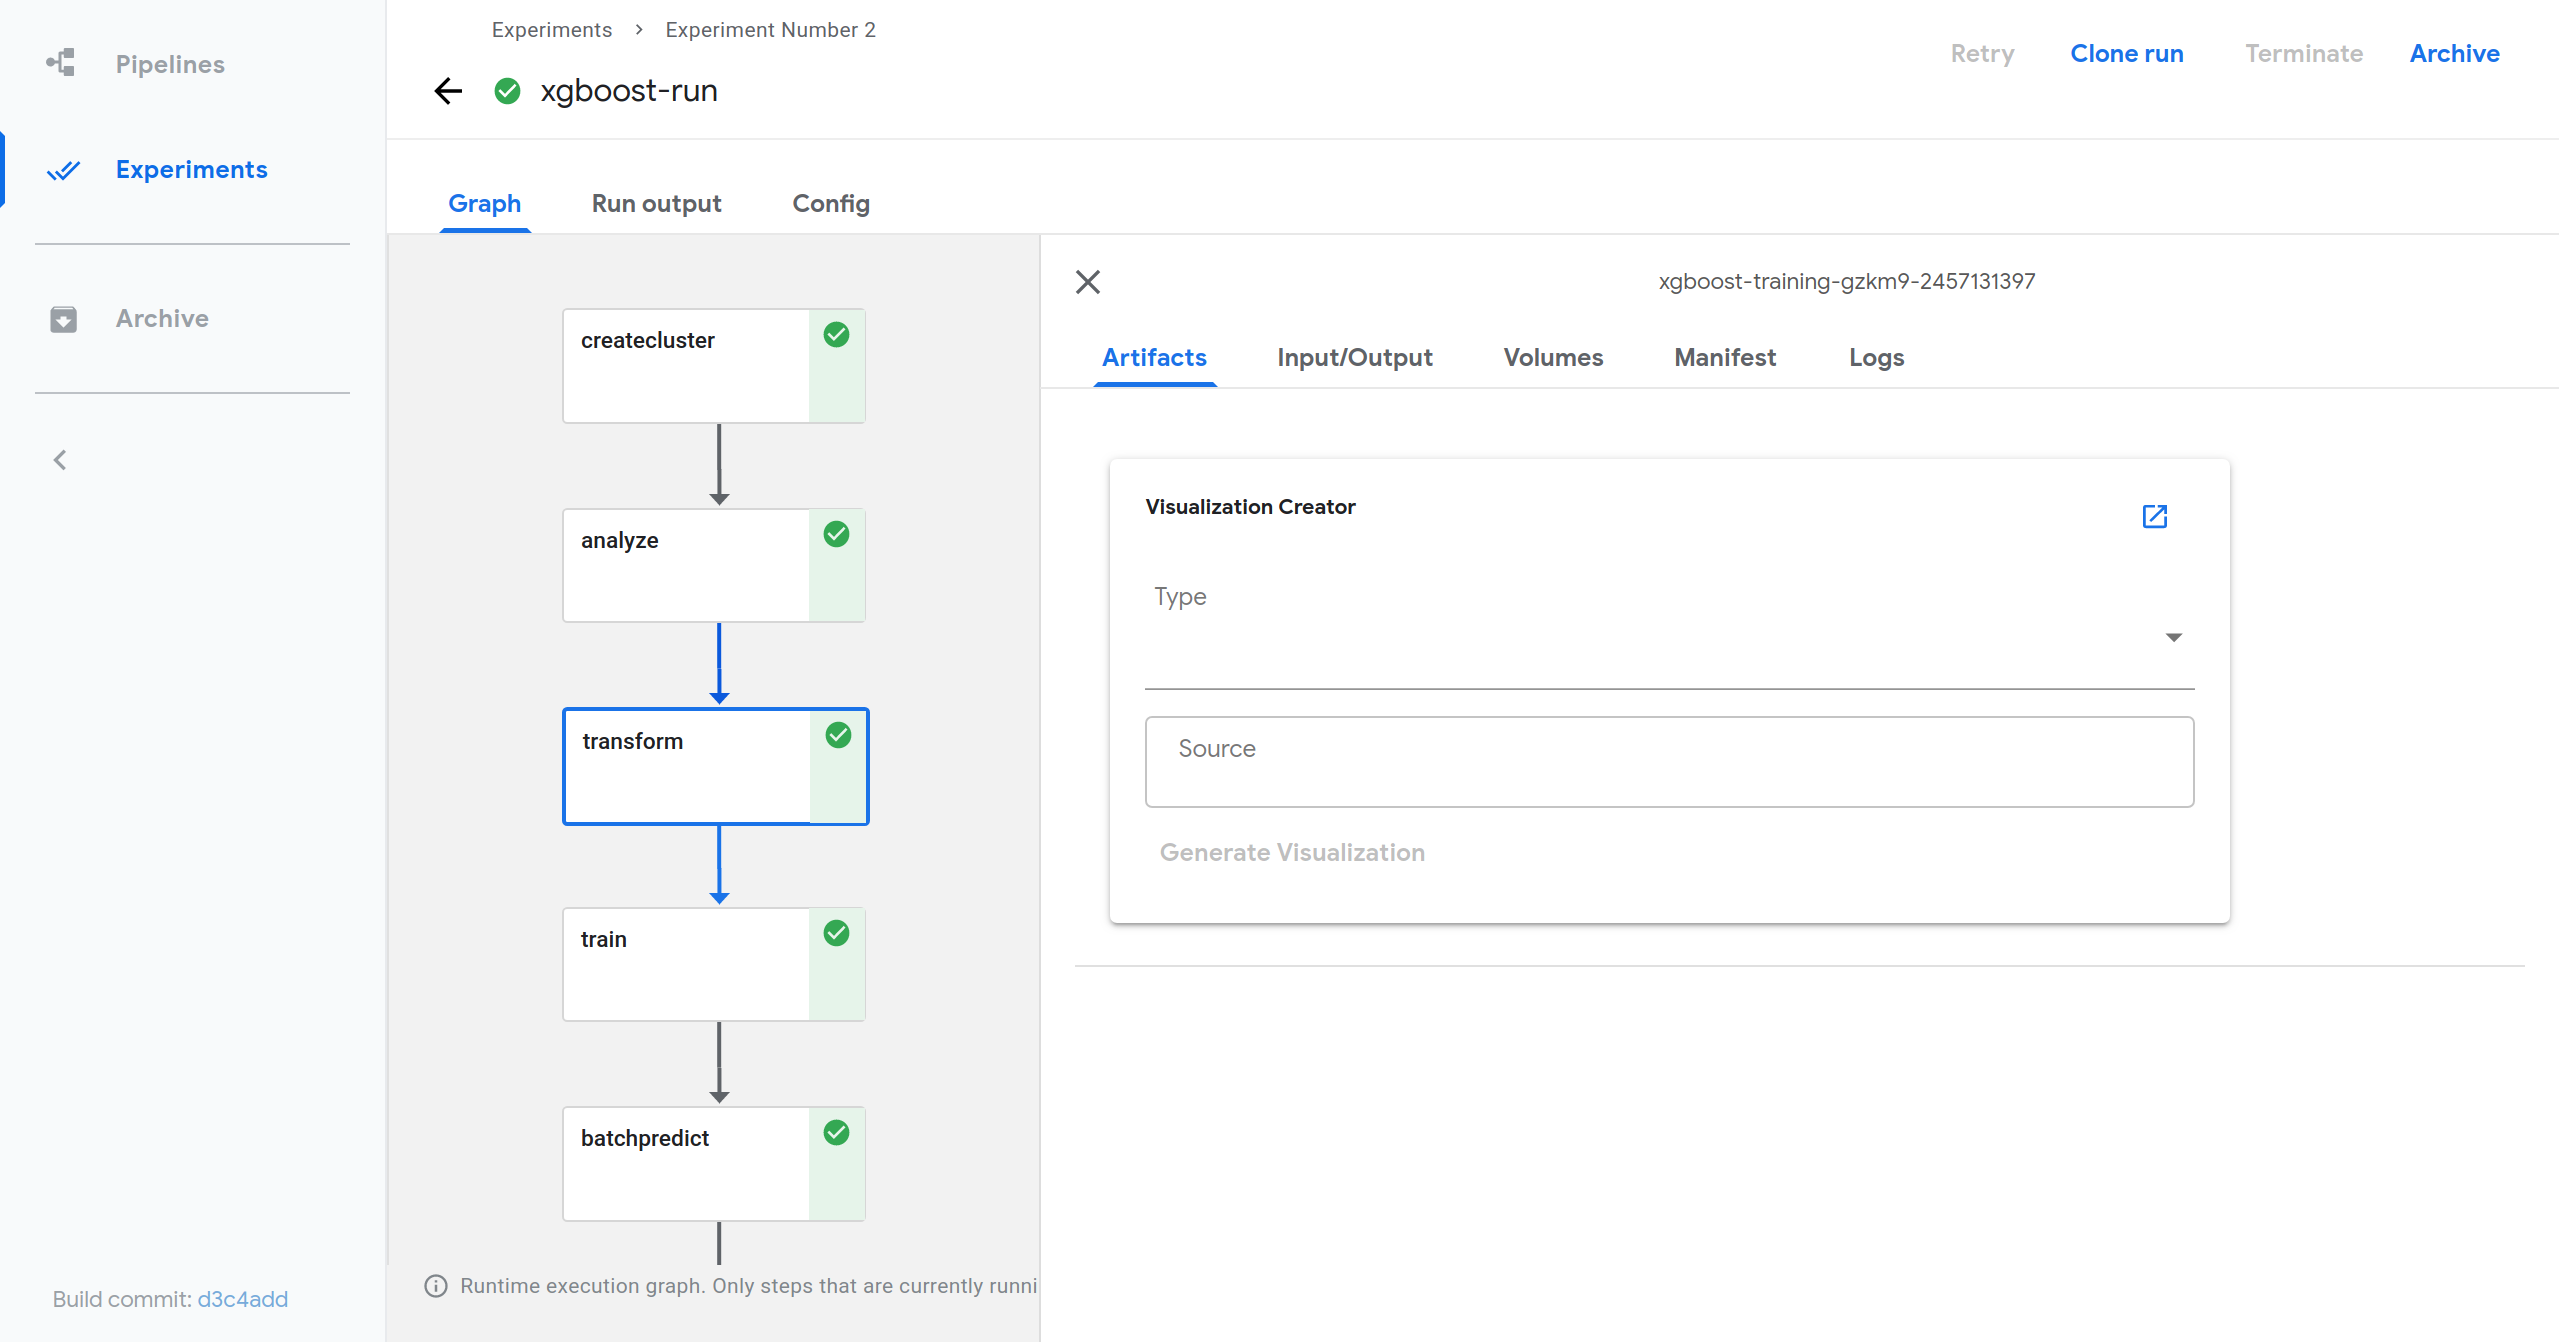 Pipelines
Experiments
Archive
Build commit: d3c4add
Experiments > Experiment Number 2
xgboost-run
Retry
Clone run
Terminate
Archive
Graph
Run output
Config
createcluster
analyze
transform
train
batchpredict
Runtime execution graph. Only steps that are currently runni
xgboost-training-gzkm9-2457131397
Artifacts
Input/Output
Volumes
Manifest
Logs
Visualization Creator
Type
Source
Generate Visualization